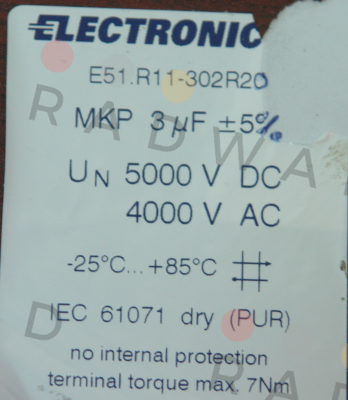 ELECTRONIC
E51.R11-302R20
MKP 3 µF ±5%
UN 5000 V DC
4000 V AC
-25°C...+85°C
IEC 61071 dry (PUR)
no internal protection
terminal torque max. 7Nm